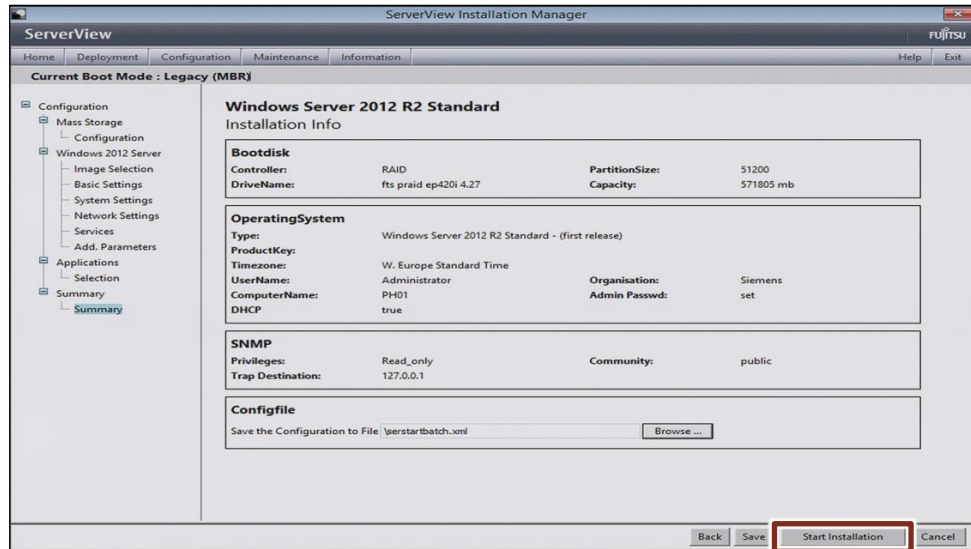 ServerView Installation Manager
ServerView
FUJITSU
Home Deployment Configuration Maintenance Information Help Exit
Current Boot Mode : Legacy (MBR)
Configuration
Mass Storage
Configuration
Windows 2012 Server
Image Selection
Basic Settings
System Settings
Network Settings
Services
Add. Parameters
Applications
Selection
Summary
Summary
Windows Server 2012 R2 Standard
Installation Info
Bootdisk
Controller: RAID PartitionSize: 51200
DriveName: fts praid ep420i 4.27 Capacity: 571805 mb
OperatingSystem
Type: Windows Server 2012 R2 Standard - (first release)
ProductKey:
Timezone: W. Europe Standard Time
UserName: Administrator Organisation: Siemens
ComputerName: PH01 Admin Passwd: set
DHCP true
SNMP
Privileges: Read_only Community: public
Trap Destination: 127.0.0.1
Configfile
Save the Configuration to File \serstartbatch.xml Browse ...
Back Save Start Installation Cancel